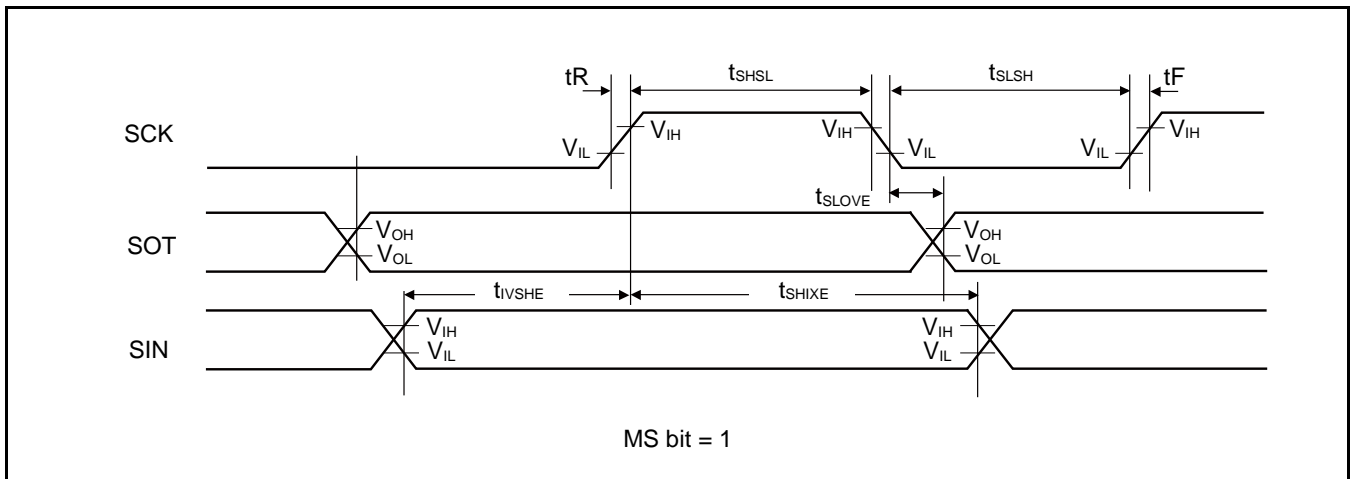 tR tSHSL tSLSH tF
SCK VIH VIH VIH
VIL VIL VIL
tSLOVE
SOT VOH VOH
VOL VOL
tIVSHE tSHIXE
SIN VIH VIH
VIL VIL
MS bit = 1